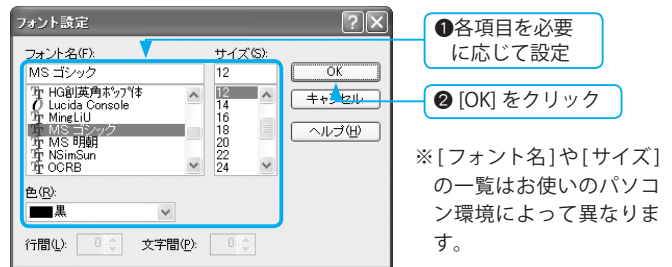 フォント設定
フォント名(F):
サイズ(S):
MS ゴシック
12
HG創英角ポップ体
Lucida Console
MingLiU
MS ゴシック
MS 明朝
NSimSun
OCRB
12
14
16
18
20
22
24
OK
キャンセル
ヘルプ(H)
色(R):
黒
行間(L):
0
文字間(P):
0
❶各項目を必要
に応じて設定
❷ [OK] をクリック
※[フォント名]や[サイズ]
の一覧はお使いのパソコ
ン環境によって異なりま
す。